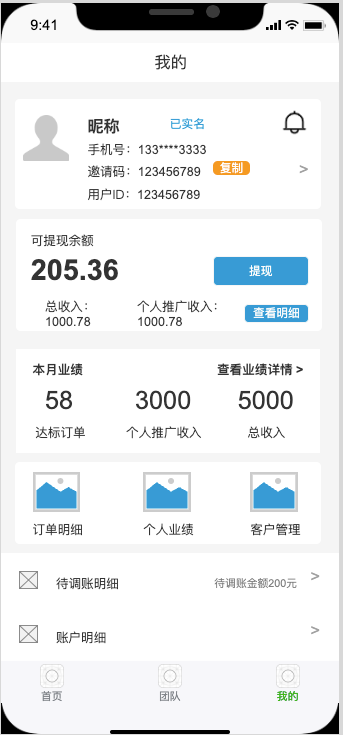 9:41
我的
昵称 已实名
手机号：133****3333
邀请码：123456789 复制 >
用户ID：123456789
可提现余额
205.36 提现
总收入： 个人推广收入： 查看明细
1000.78 1000.78
本月业绩 查看业绩详情 >
58 3000 5000
达标订单 个人推广收入 总收入
订单明细 个人业绩 客户管理
待调账明细 待调账金额200元 >
账户明细 >
首页 团队 我的